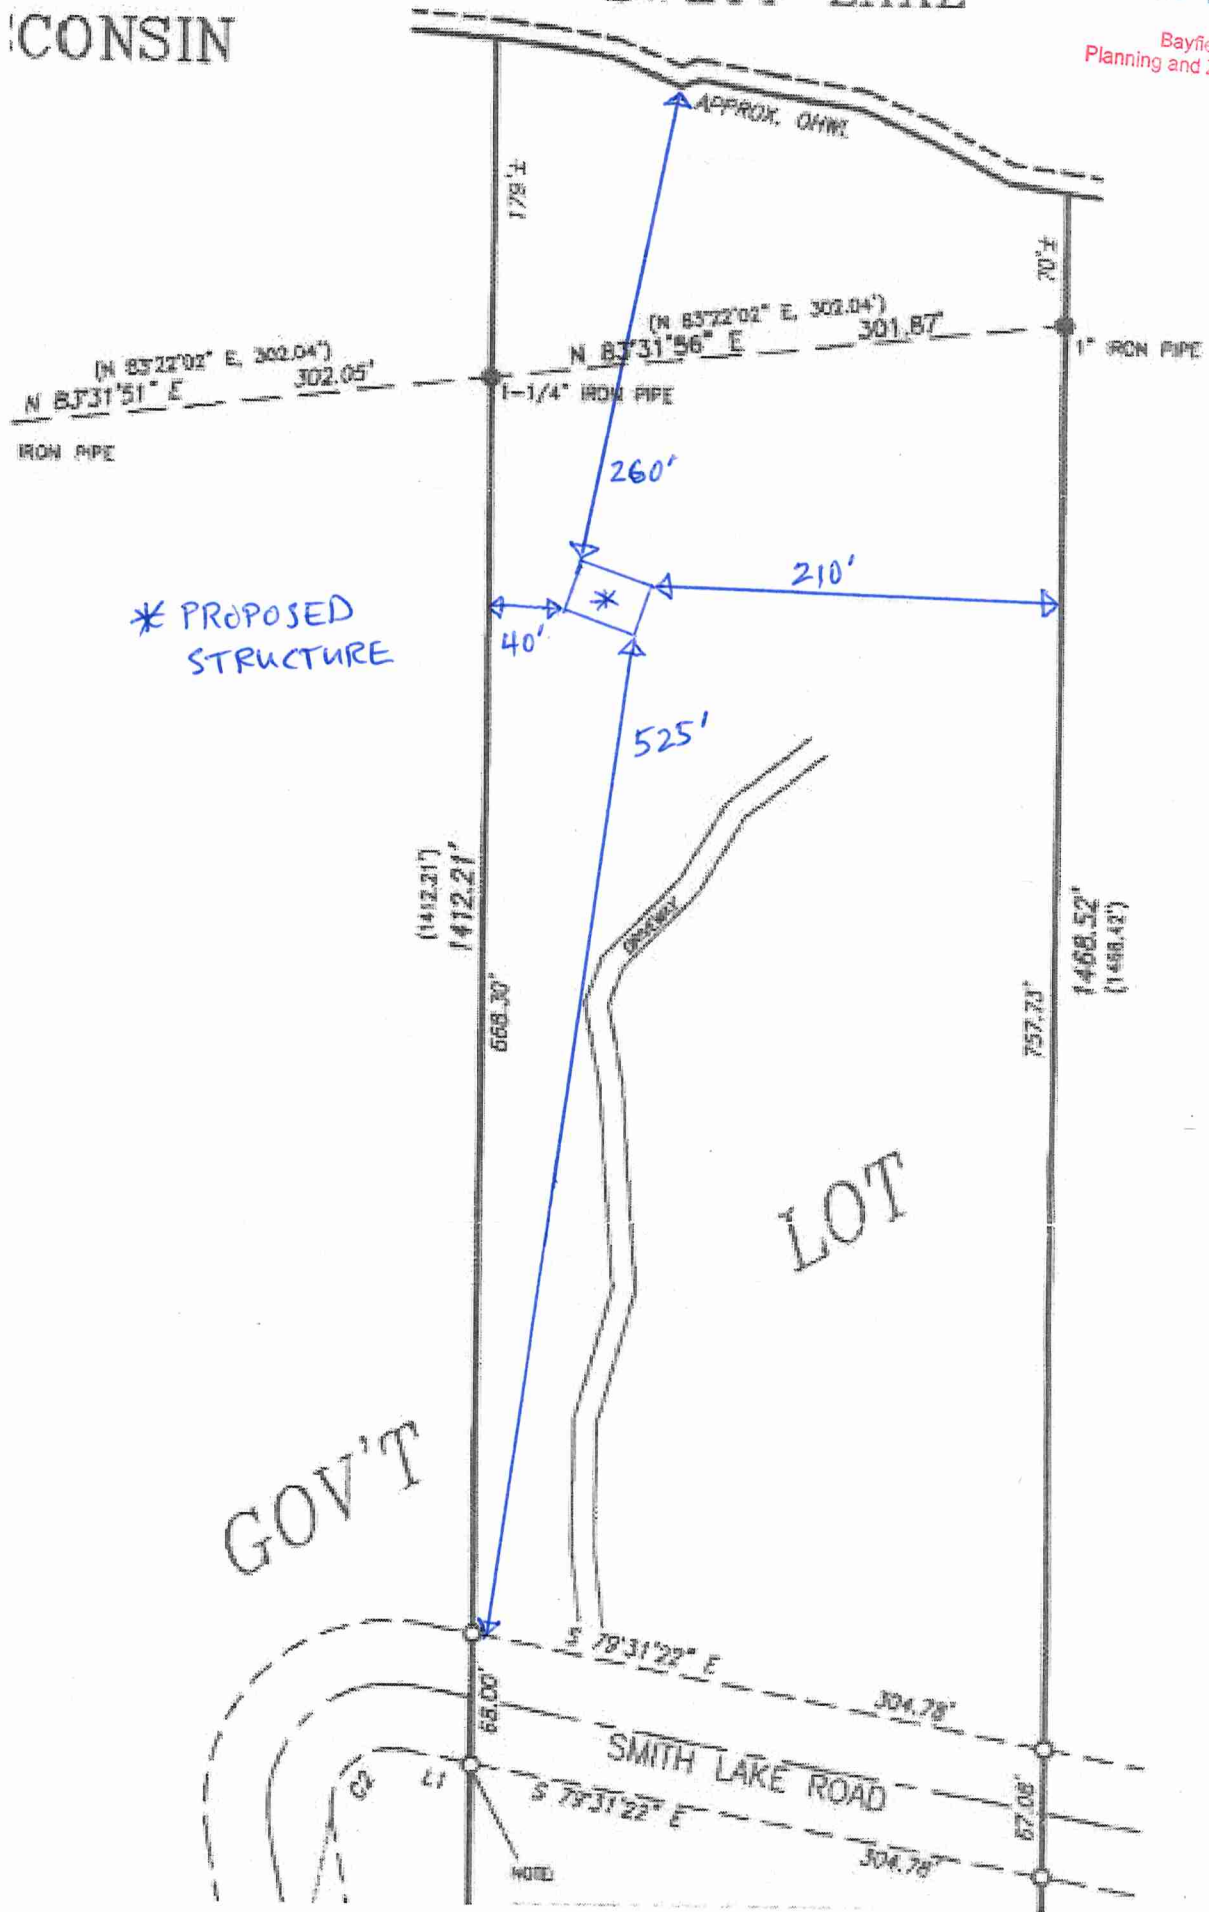 CONSIN
LAKE
Bayfie
Planning and
APPROX. OHWL
179'±
70'±
(N 83°22'02" E, 302.04')
N 83°31'56" E 301.87'
1" IRON PIPE
(N 83°22'02" E, 302.04')
N 83°31'51" E 302.05'
1-1/4" IRON PIPE
IRON PIPE
260'
210'
* PROPOSED
STRUCTURE
*
40'
525'
(1412.21')
1412.21'
DRIVEWAY
1468.52'
(1468.42')
668.30'
757.73'
LOT
GOV'T
S 79°31'22" E
304.78'
68.00'
SMITH LAKE ROAD
C2
L1
S 79°31'22" E
67.08'
304.78'